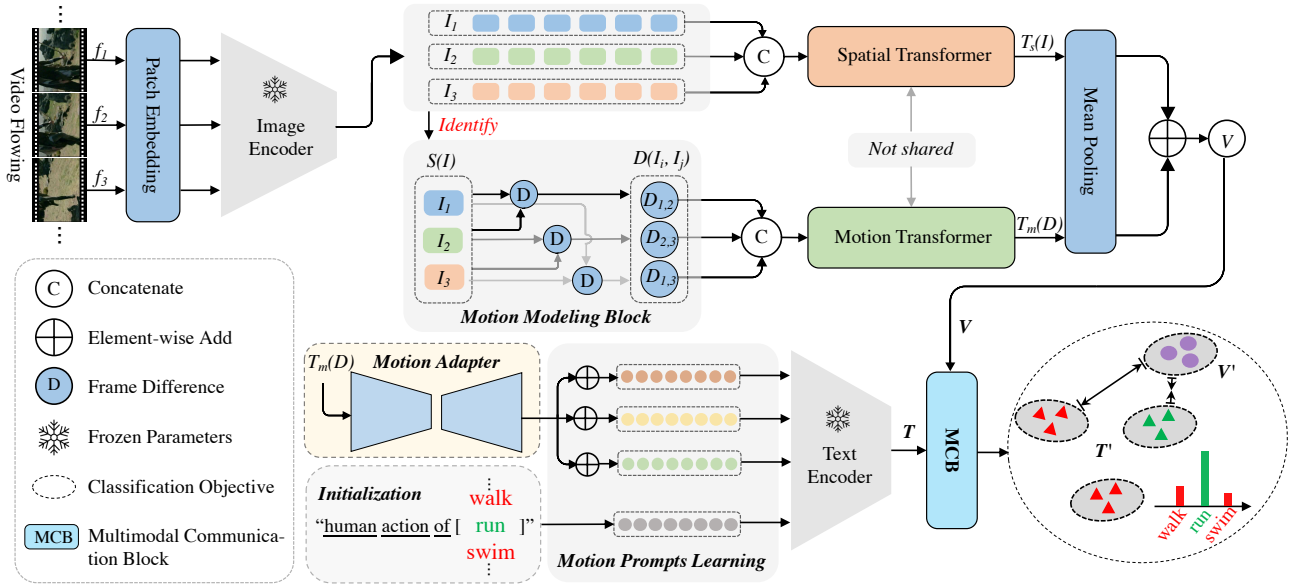 Video Flowing
f1
f2
f3
Patch Embedding
Image
Encoder
I1
I2
I3
C
Spatial Transformer
Ts(I)
Mean Pooling
V
Identify
Not shared
S(I)
D(Ii, Ij)
I1
I2
I3
D
D
D
D1,2
D2,3
D1,3
C
Motion Transformer
Tm(D)
Motion Modeling Block
C
Concatenate
Element-wise Add
D
Frame Difference
Frozen Parameters
Classification Objective
MCB
Multimodal Communica-
tion Block
Tm(D)
Motion Adapter
Initialization
“human action of [
walk
run
swim
]”
Motion Prompts Learning
Text
Encoder
T
V
MCB
V'
T'
walk
run
swim